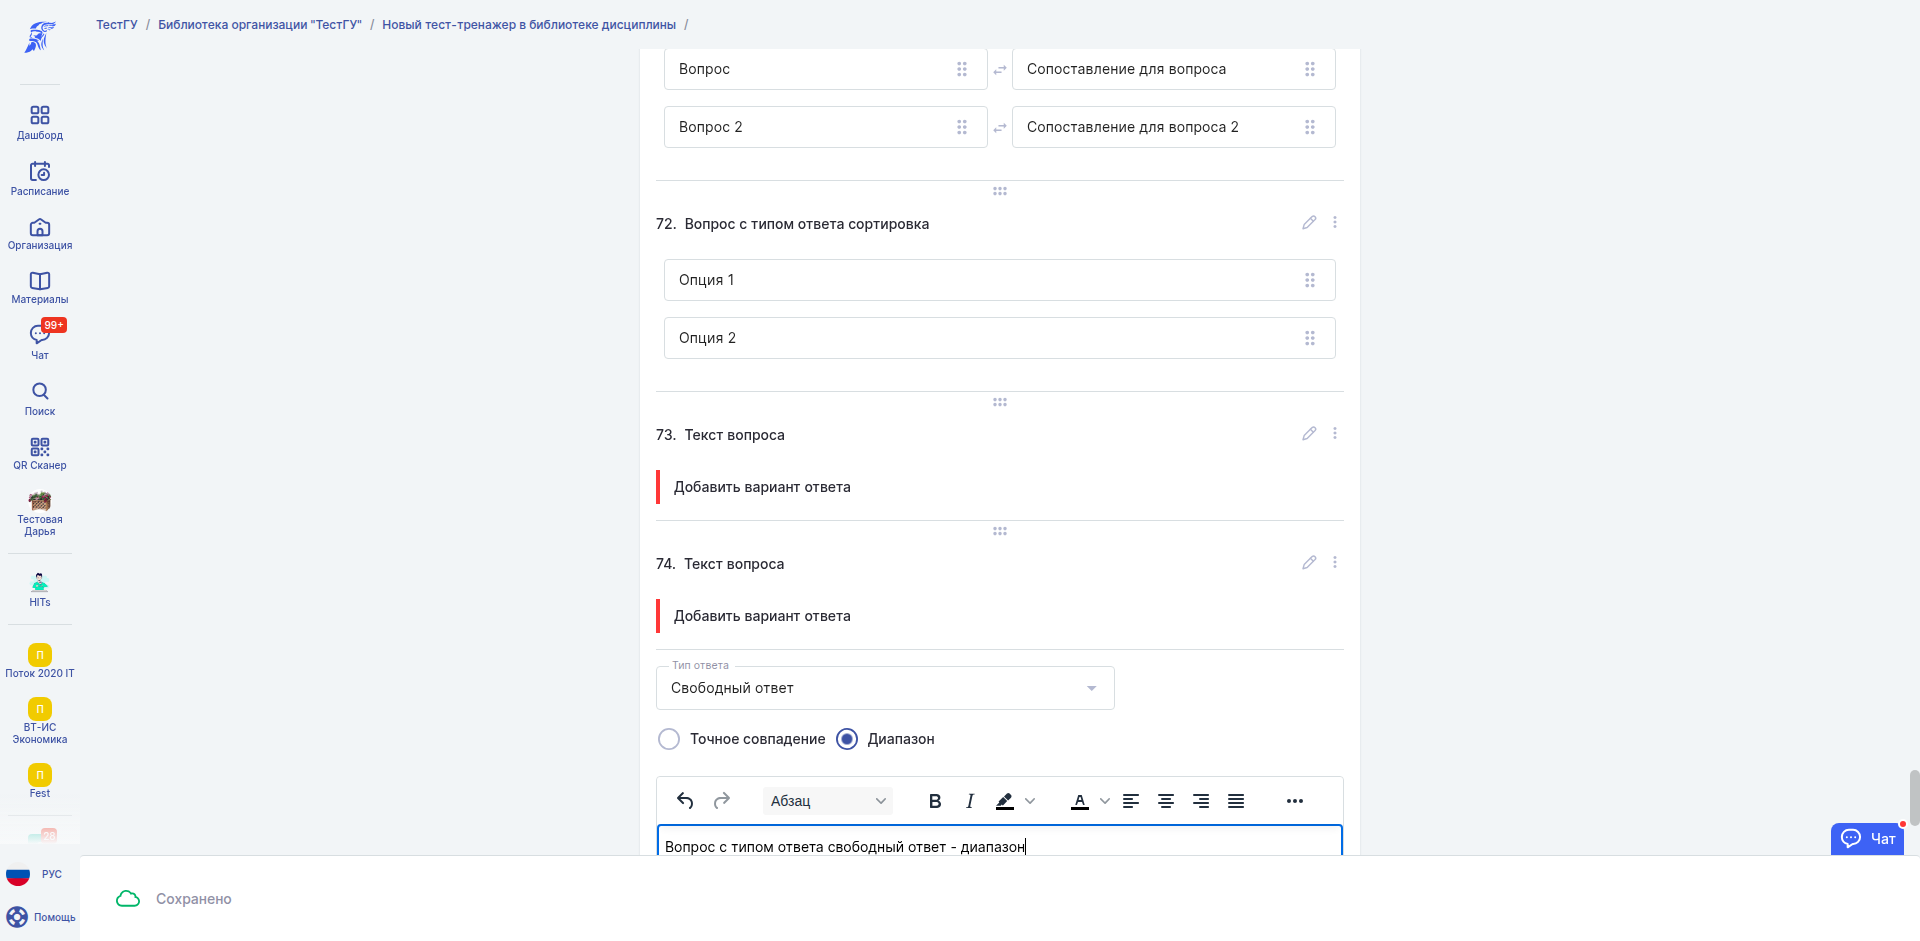 ТестГУ / Библиотека организации "ТестГУ" / Новый тест-тренажер в библиотеке дисциплины /
Дашборд
Расписание
Организация
Материалы
99+
Чат
Поиск
QR Сканер
Тестовая
Дарья
HITs
П
Поток 2020 IT
П
ВТ-ИС
Экономика
П
Fest
28
РУС
Помощь
Вопрос
Сопоставление для вопроса
Вопрос 2
Сопоставление для вопроса 2
72. Вопрос с типом ответа сортировка
Опция 1
Опция 2
73. Текст вопроса
Добавить вариант ответа
74. Текст вопроса
Добавить вариант ответа
Тип ответа
Свободный ответ
Точное совпадение
Диапазон
Абзац
B I A
Вопрос с типом ответа свободный ответ - диапазон
Чат
Сохранено